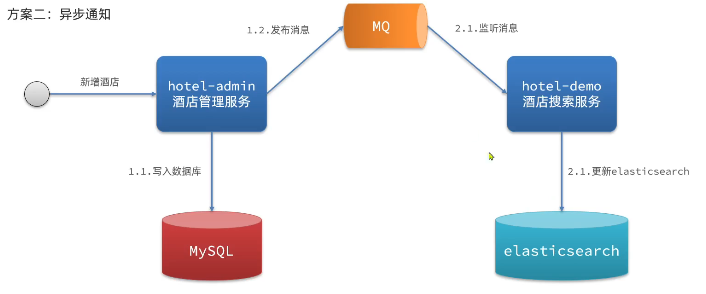 方案二：异步通知
MQ
1.2.发布消息
2.1.监听消息
新增酒店
hotel-admin
酒店管理服务
hotel-demo
酒店搜索服务
1.1.写入数据库
2.1.更新elasticsearch
MySQL
elasticsearch